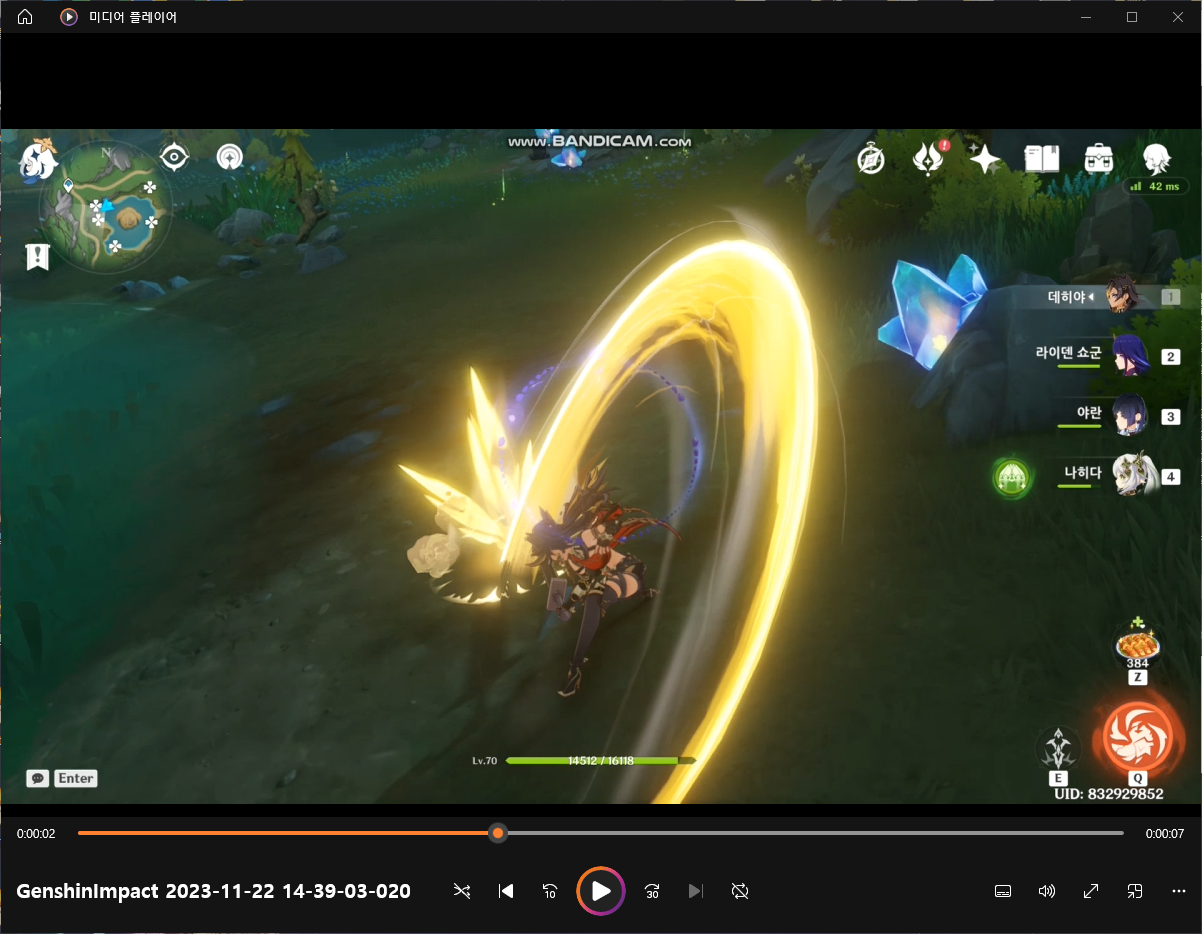 미디어 플레이어
www.BANDICAM.com
N
42 ms
데히야
1
라이덴 쇼군
2
야란
3
나히다
4
384
Z
Lv.70
14512 / 16118
Enter
E
Q
UID: 832929852
0:00:02
0:00:07
GenshinImpact 2023-11-22 14-39-03-020
10
30